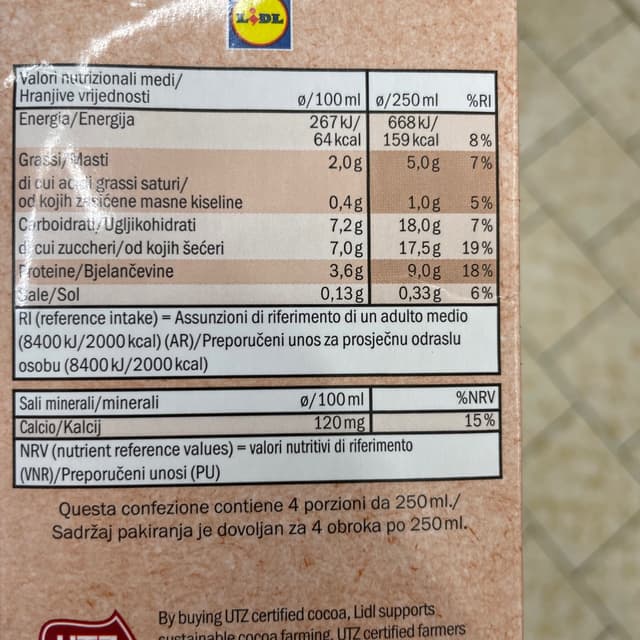 LIDL
Valori nutrizionali medi/
Hranjive vrijednosti ø/100 ml ø/250 ml %RI
Energia/Energija 267 kJ/ 668 kJ/
64 kcal 159 kcal 8%
Grassi/Masti 2,0 g 5,0 g 7%
di cui acidi grassi saturi/
od kojih zasićene masne kiseline 0,4 g 1,0 g 5%
Carboidrati/Ugljikohidrati 7,2 g 18,0 g 7%
di cui zuccheri/od kojih šećeri 7,0 g 17,5 g 19%
Proteine/Bjelančevine 3,6 g 9,0 g 18%
Sale/Sol 0,13 g 0,33 g 6%
RI (reference intake) = Assunzioni di riferimento di un adulto medio
(8400 kJ/2000 kcal) (AR)/Preporučeni unos za prosječnu odraslu
osobu (8400 kJ/2000 kcal)
Sali minerali/minerali ø/100 ml %NRV
Calcio/Kalcij 120 mg 15%
NRV (nutrient reference values) = valori nutritivi di riferimento
(VNR)/Preporučeni unosi (PU)
Questa confezione contiene 4 porzioni da 250 ml./
Sadržaj pakiranja je dovoljan za 4 obroka po 250 ml.
By buying UTZ certified cocoa, Lidl supports
sustainable cocoa farming. UTZ certified farmers
UTZ